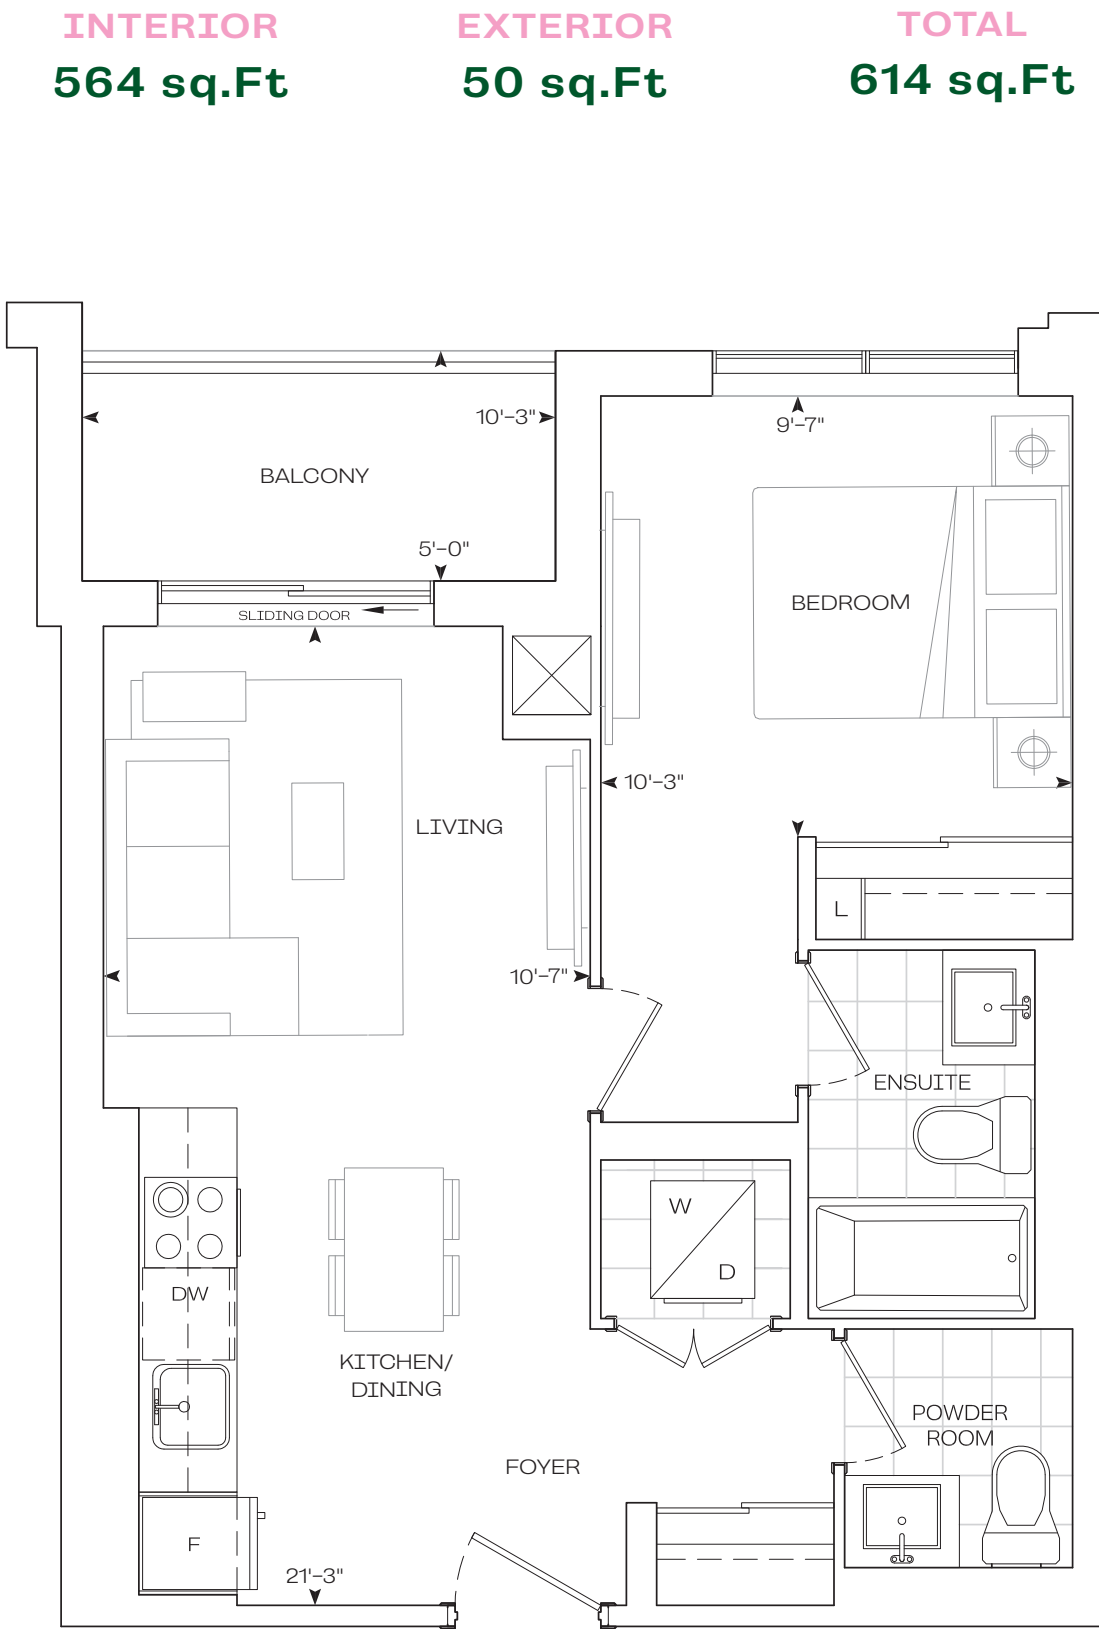 INTERIOR
564 sq.Ft
EXTERIOR
50 sq.Ft
TOTAL
614 sq.Ft
10'-3"
9'-7"
BALCONY
5'-0"
SLIDING DOOR
BEDROOM
10'-3"
LIVING
L
10'-7"
ENSUITE
W
D
DW
KITCHEN/
DINING
POWDER
ROOM
FOYER
F
21'-3"